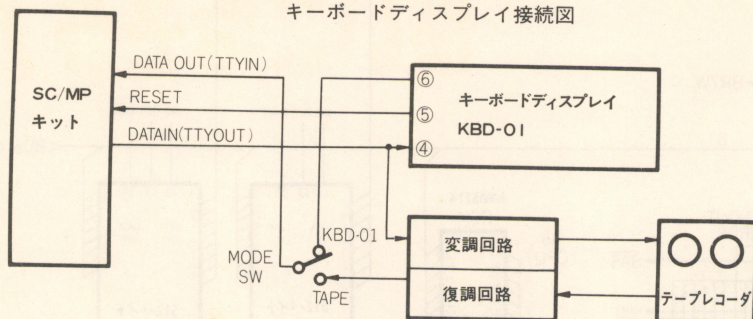 キーボードディスプレイ接続図
DATA OUT(TTYIN)
RESET
DATAIN(TTYOUT)
SC/MP
キット
⑥
⑤
④
キーボードディスプレイ
KBD-01
KBD-01
MODE
SW
TAPE
変調回路
復調回路
テープレコーダ